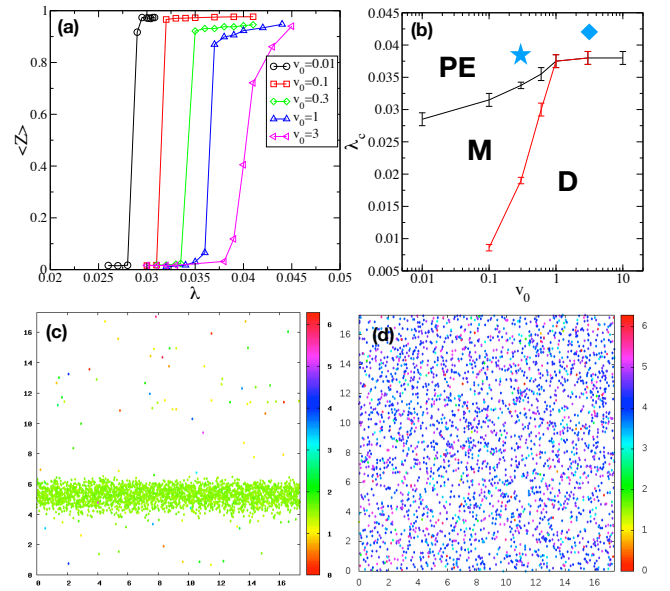 (a)
<Z>
1
0.8
0.6
0.4
0.2
0
0.02 0.025 0.03 0.035 0.04 0.045 0.05
λ
v₀=0.01
v₀=0.1
v₀=0.3
v₀=1
v₀=3
(b)
λc
0.045
0.04
0.035
0.03
0.025
0.02
0.015
0.01
0.005
0.01 0.1 1 10
v₀
PE
M
D
(c)
16
14
12
10
8
6
4
2
0
0 2 4 6 8 10 12 14 16
6
5
4
3
2
1
0
(d)
16
14
12
10
8
6
4
2
0
0 2 4 6 8 10 12 14 16
6
5
4
3
2
1
0